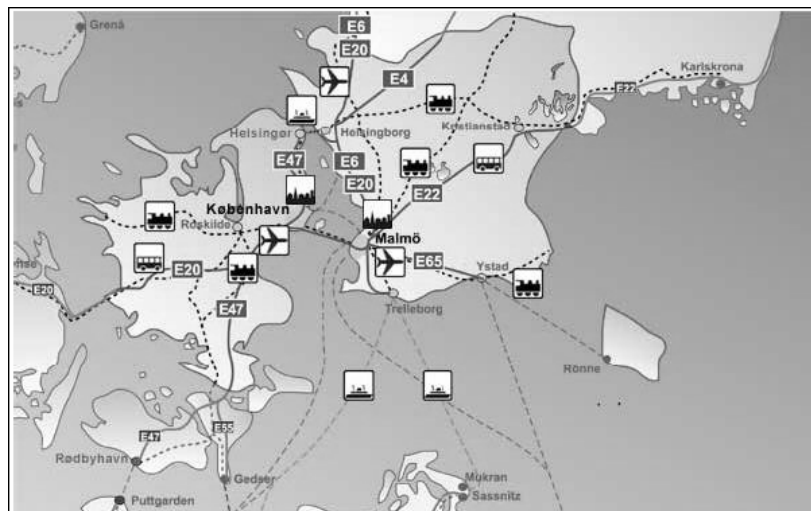 Grenå
E6
E20
E4
Karlskrona
E22
Helsingør
Helsingborg
Kristianstad
E47
E6
E20
E22
København
Roskilde
Malmö
E20
E65
Ystad
E20
E47
Trelleborg
Rönne
E47
E55
Rødbyhavn
Gedser
Mukran
Sassnitz
Puttgarden